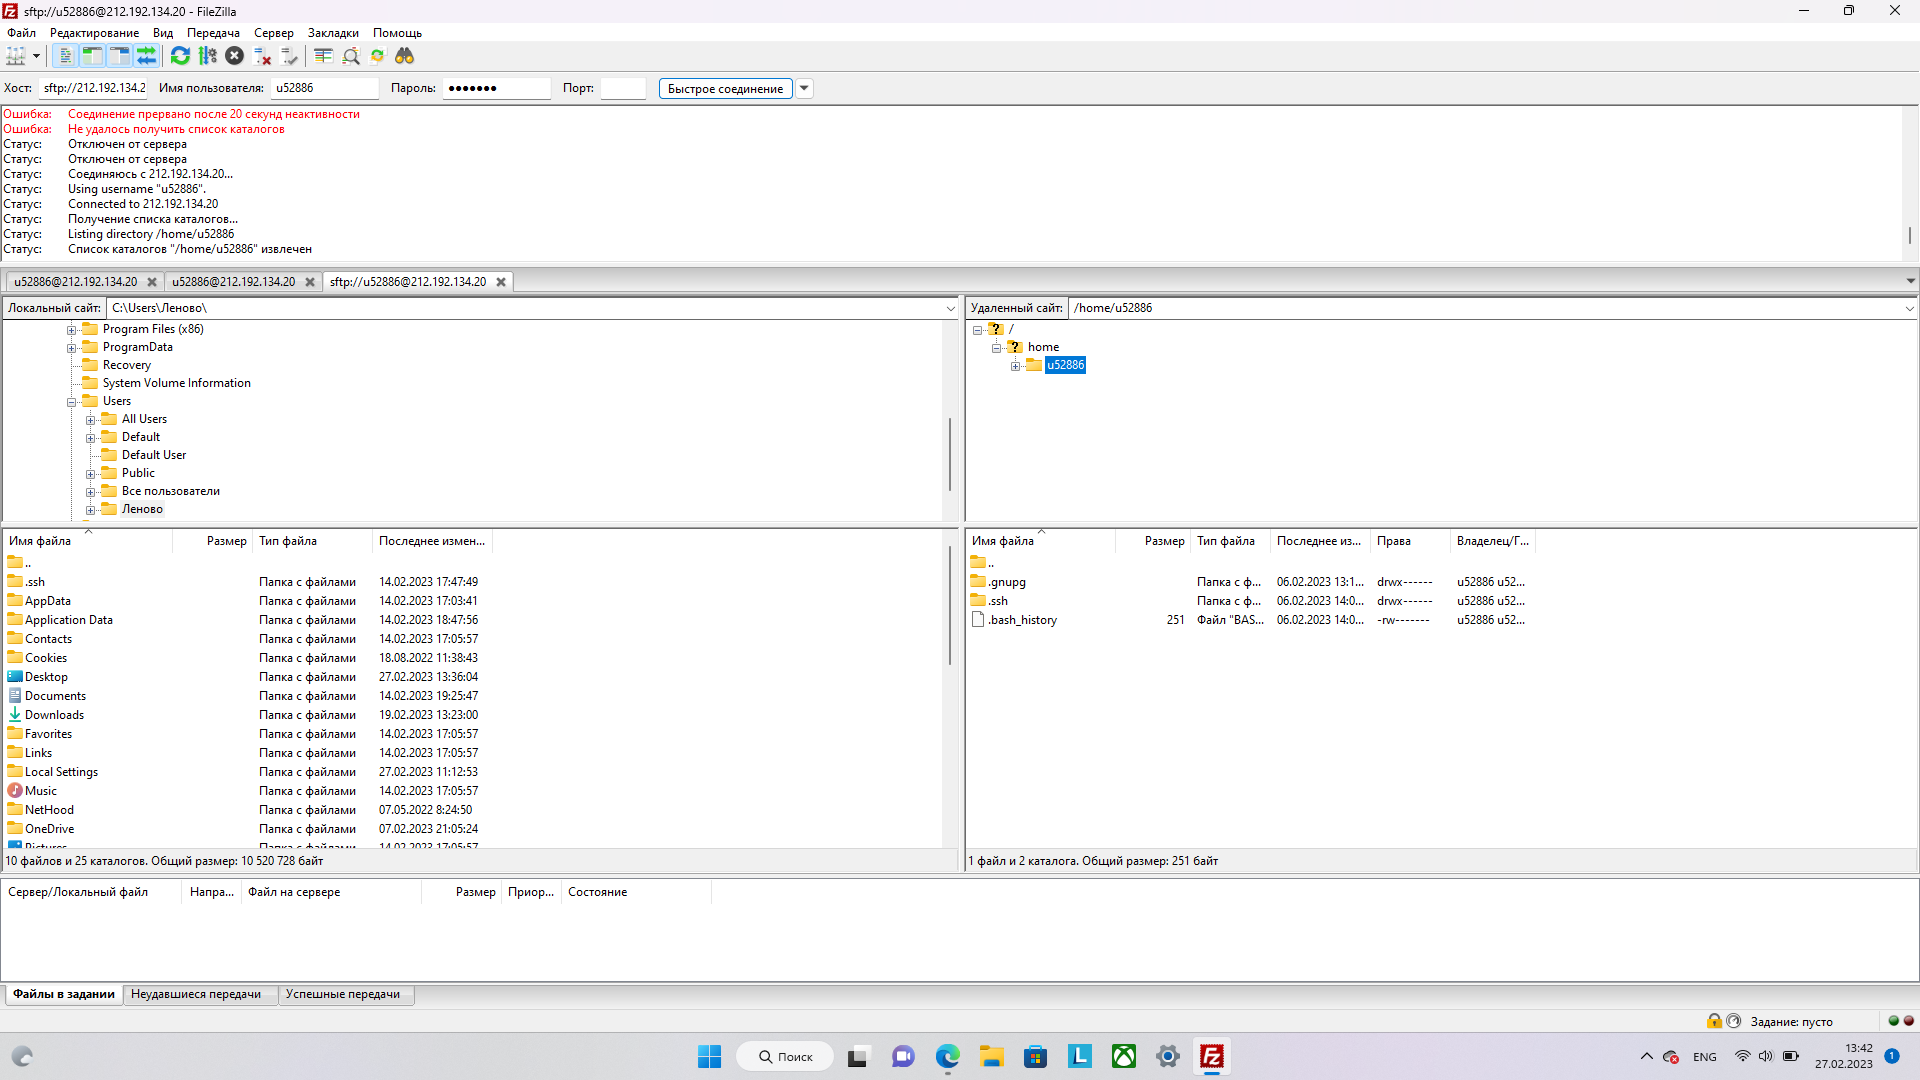 sftp://u52886@212.192.134.20 - FileZilla
Файл Редактирование Вид Передача Сервер Закладки Помощь
Хост: sftp://212.192.134.2 Имя пользователя: u52886 Пароль: ●●●●●●● Порт: Быстрое соединение
Ошибка: Соединение прервано после 20 секунд неактивности
Ошибка: Не удалось получить список каталогов
Статус: Отключен от сервера
Статус: Отключен от сервера
Статус: Соединяюсь с 212.192.134.20...
Статус: Using username "u52886".
Статус: Connected to 212.192.134.20
Статус: Получение списка каталогов...
Статус: Listing directory /home/u52886
Статус: Список каталогов "/home/u52886" извлечен
u52886@212.192.134.20 u52886@212.192.134.20 sftp://u52886@212.192.134.20
Локальный сайт: C:\Users\Леново\
Program Files (x86)
ProgramData
Recovery
System Volume Information
Users
All Users
Default
Default User
Public
Все пользователи
Леново
Удаленный сайт: /home/u52886
/
home
u52886
Имя файла Размер Тип файла Последнее измен...
..
.ssh Папка с файлами 14.02.2023 17:47:49
AppData Папка с файлами 14.02.2023 17:03:41
Application Data Папка с файлами 14.02.2023 18:47:56
Contacts Папка с файлами 14.02.2023 17:05:57
Cookies Папка с файлами 18.08.2022 11:38:43
Desktop Папка с файлами 27.02.2023 13:36:04
Documents Папка с файлами 14.02.2023 19:25:47
Downloads Папка с файлами 19.02.2023 13:23:00
Favorites Папка с файлами 14.02.2023 17:05:57
Links Папка с файлами 14.02.2023 17:05:57
Local Settings Папка с файлами 27.02.2023 11:12:53
Music Папка с файлами 14.02.2023 17:05:57
NetHood Папка с файлами 07.05.2022 8:24:50
OneDrive Папка с файлами 07.02.2023 21:05:24
Pictures Папка с файлами 14.02.2023 17:05:57
10 файлов и 25 каталогов. Общий размер: 10 520 728 байт
Имя файла Размер Тип файла Последнее из... Права Владелец/Г...
..
.gnupg Папка с ф... 06.02.2023 13:1... drwx------ u52886 u52...
.ssh Папка с ф... 06.02.2023 14:0... drwx------ u52886 u52...
.bash_history 251 Файл "BAS... 06.02.2023 14:0... -rw------- u52886 u52...
1 файл и 2 каталога. Общий размер: 251 байт
Сервер/Локальный файл Напра... Файл на сервере Размер Приор... Состояние
Файлы в задании Неудавшиеся передачи Успешные передачи
Задание: пусто
Поиск
ENG
13:42
27.02.2023
1